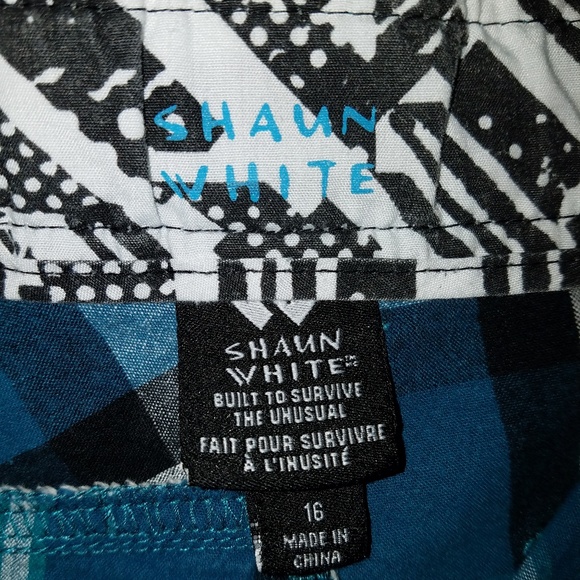 SHAUN
WHITE
SHAUN
WHITE
BUILT TO SURVIVE
THE UNUSUAL
FAIT POUR SURVIVRE
À L'INUSITÉ
16
MADE IN
CHINA